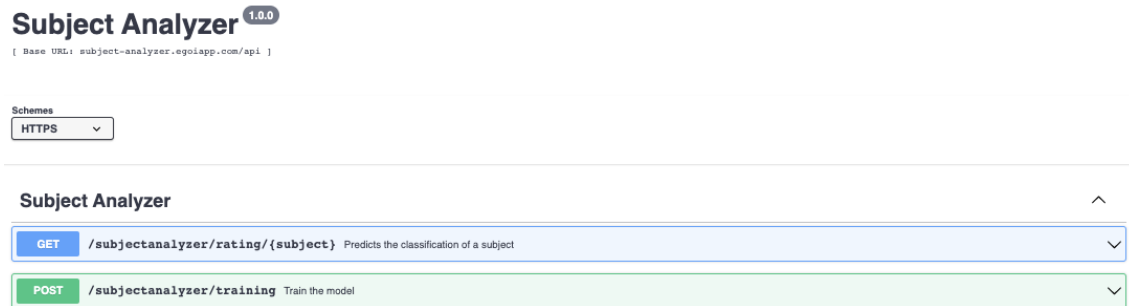 Subject Analyzer 1.0.0
[ Base URL: subject-analyzer.egoiapp.com/api ]
Schemes
HTTPS
Subject Analyzer
GET /subjectanalyzer/rating/{subject} Predicts the classification of a subject
POST /subjectanalyzer/training Train the model